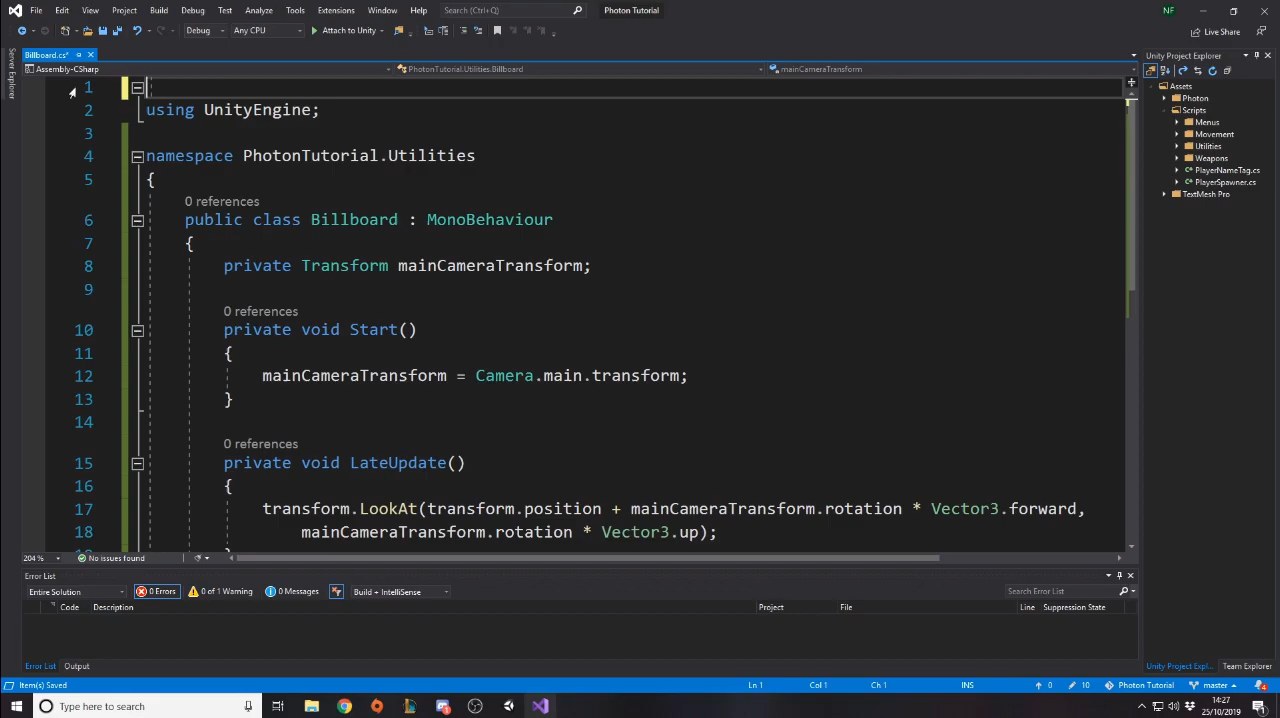 File Edit View Project Build Debug Test Analyze Tools Extensions Window Help Search (Ctrl+Q) Photon Tutorial NF
Debug Any CPU Attach to Unity Live Share
Server Explorer
Billboard.cs*
Assembly-CSharp PhotonTutorial.Utilities.Billboard mainCameraTransform
1
2 using UnityEngine;
3
4 namespace PhotonTutorial.Utilities
5 {
0 references
6 public class Billboard : MonoBehaviour
7 {
8 private Transform mainCameraTransform;
9
0 references
10 private void Start()
11 {
12 mainCameraTransform = Camera.main.transform;
13 }
14
0 references
15 private void LateUpdate()
16 {
17 transform.LookAt(transform.position + mainCameraTransform.rotation * Vector3.forward,
18 mainCameraTransform.rotation * Vector3.up);
204 % No issues found
Unity Project Explorer
Assets
Photon
Scripts
Menus
Movement
Utilities
Weapons
PlayerNameTag.cs
PlayerSpawner.cs
TextMesh Pro
Error List
Entire Solution 0 Errors 0 of 1 Warning 0 Messages Build + IntelliSense Search Error List
Code Description Project File Line Suppression State
Error List Output Unity Project Expl... Team Explorer
Item(s) Saved Ln 1 Col 1 Ch 1 INS 0 10 Photon Tutorial master 4
Type here to search 14:27
25/10/2019